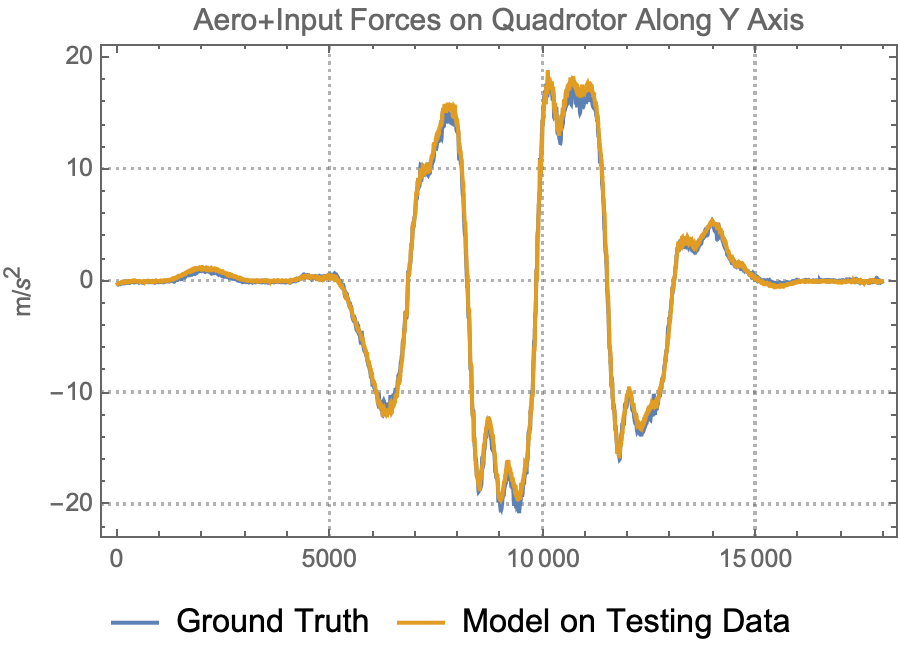 Aero+Input Forces on Quadrotor Along Y Axis
20
10
0
−10
−20
m/s²
0 5000 10 000 15 000
Ground Truth Model on Testing Data